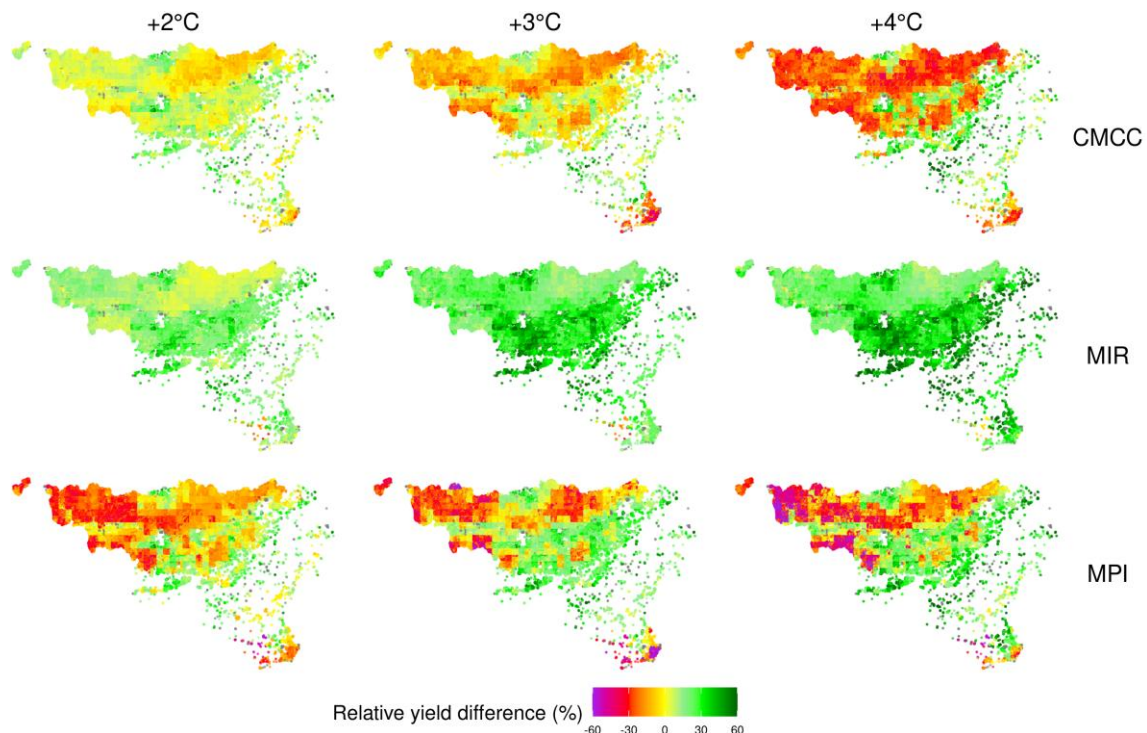 +2°C +3°C +4°C
CMCC
MIR
MPI
Relative yield difference (%)
-60 -30 0 30 60